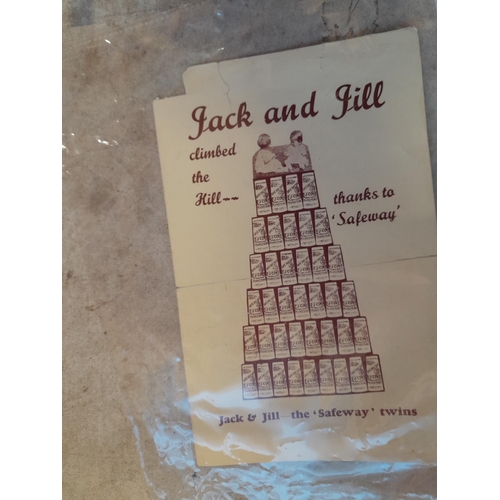 Jack and Jill
climbed
the
Hill--
thanks to
'Safeway'
Jack & Jill - the 'Safeway' twins